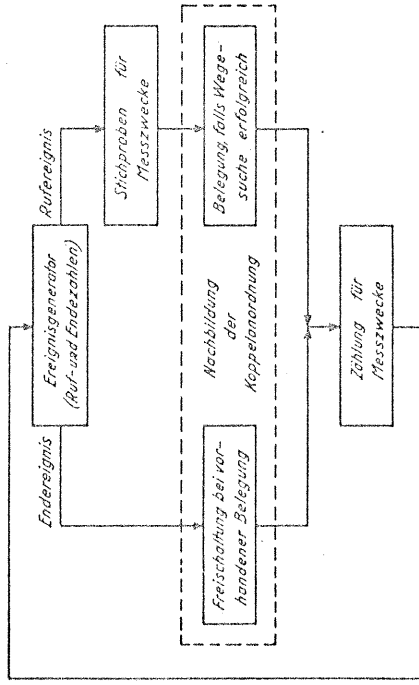 Ereignisgenerator
(Ruf- und Endezahlen)
Endereignis
Rufereignis
Stichproben für
Messzwecke
Freischaltung bei vor-
handener Belegung
Nachbildung
der
Koppelanordnung
Belegung, falls Wege-
suche erfolgreich
Zählung für
Messzwecke